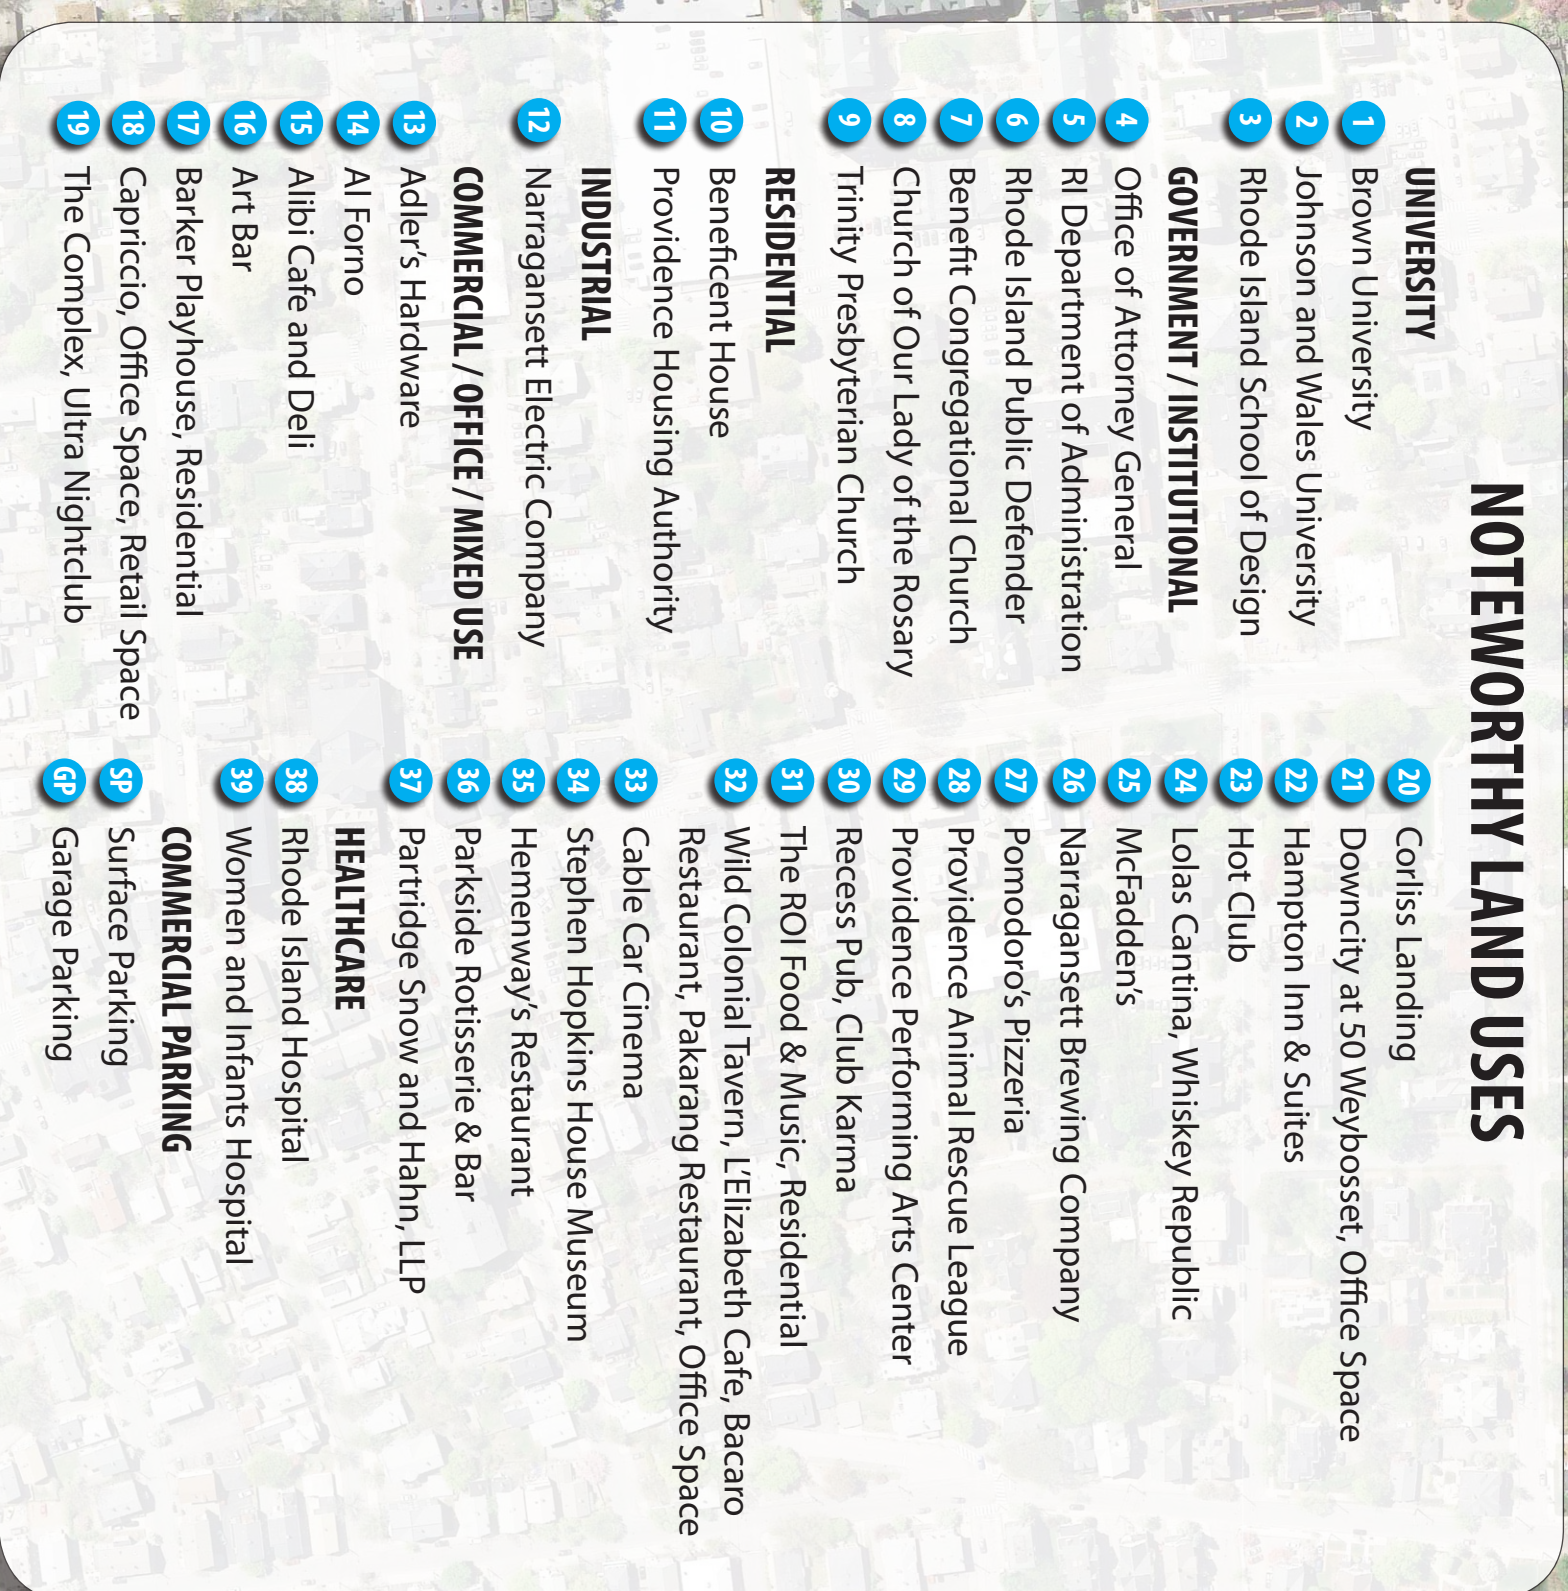 NOTEWORTHY LAND USES
UNIVERSITY
1 Brown University
2 Johnson and Wales University
3 Rhode Island School of Design
GOVERNMENT / INSTITUTIONAL
4 Office of Attorney General
5 RI Department of Administration
6 Rhode Island Public Defender
7 Benefit Congregational Church
8 Church of Our Lady of the Rosary
9 Trinity Presbyterian Church
RESIDENTIAL
10 Beneficent House
11 Providence Housing Authority
INDUSTRIAL
12 Narragansett Electric Company
COMMERCIAL / OFFICE / MIXED USE
13 Adler's Hardware
14 Al Forno
15 Alibi Cafe and Deli
16 Art Bar
17 Barker Playhouse, Residential
18 Capriccio, Office Space, Retail Space
19 The Complex, Ultra Nightclub
20 Corliss Landing
21 Downcity at 50 Weybosset, Office Space
22 Hampton Inn & Suites
23 Hot Club
24 Lolas Cantina, Whiskey Republic
25 McFadden's
26 Narragansett Brewing Company
27 Pomodoro's Pizzeria
28 Providence Animal Rescue League
29 Providence Performing Arts Center
30 Recess Pub, Club Karma
31 The ROI Food & Music, Residential
32 Wild Colonial Tavern, L'Elizabeth Cafe, Bacaro
Restaurant, Pakarang Restaurant, Office Space
33 Cable Car Cinema
34 Stephen Hopkins House Museum
35 Hemenway's Restaurant
36 Parkside Rotisserie & Bar
37 Partridge Snow and Hahn, LLP
HEALTHCARE
38 Rhode Island Hospital
39 Women and Infants Hospital
COMMERCIAL PARKING
SP Surface Parking
GP Garage Parking